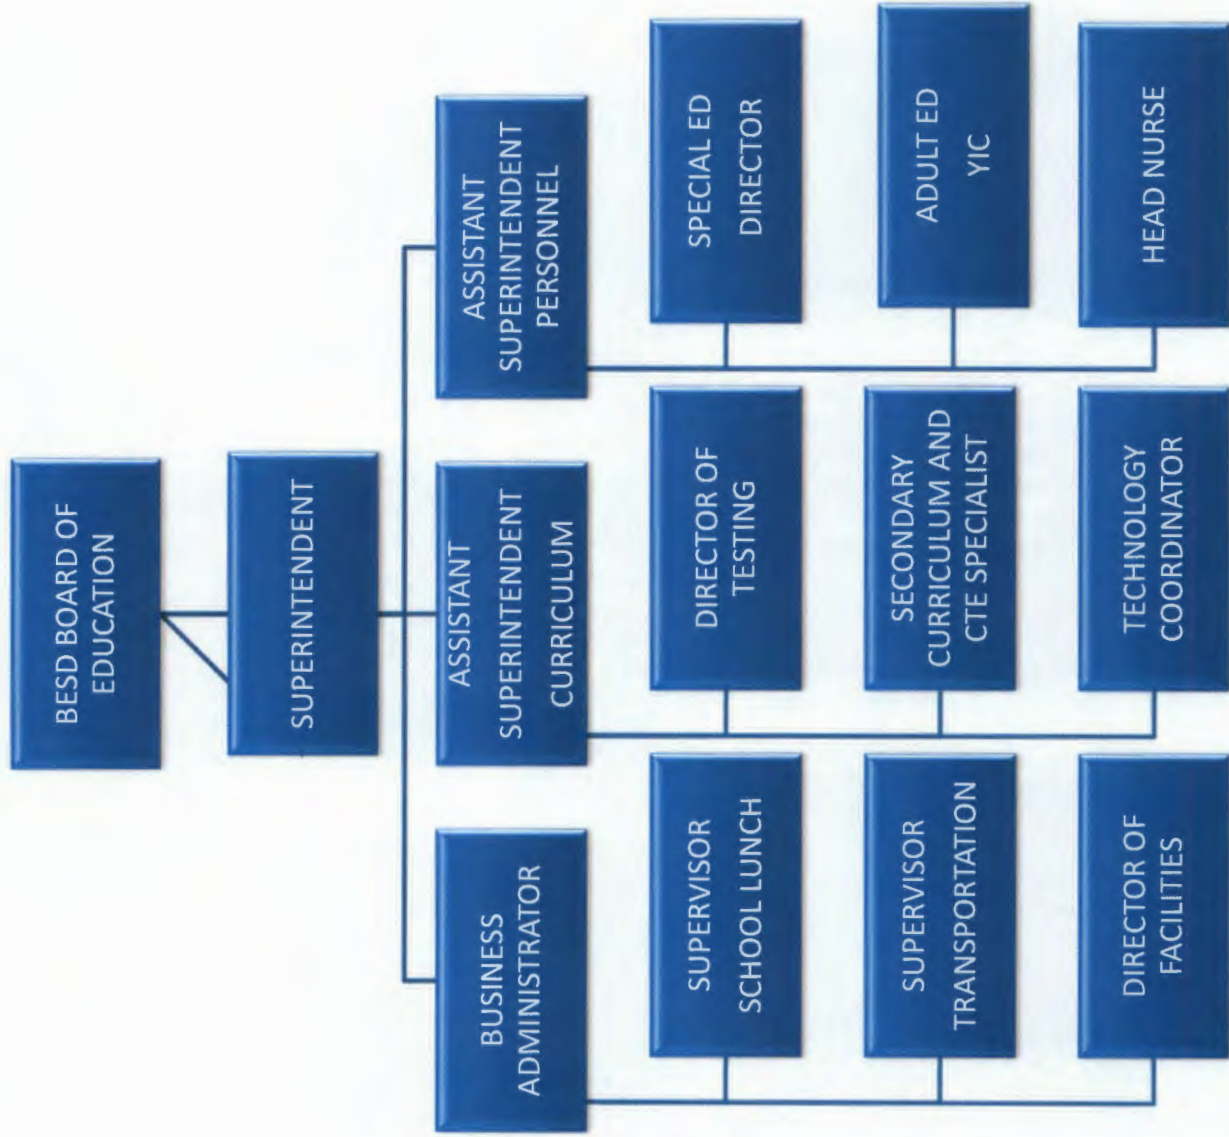 BESD BOARD OF
EDUCATION
SUPERINTENDENT
BUSINESS
ADMINISTRATOR
ASSISTANT
SUPERINTENDENT
CURRICULUM
ASSISTANT
SUPERINTENDENT
PERSONNEL
SUPERVISOR
SCHOOL LUNCH
DIRECTOR OF
TESTING
SPECIAL ED
DIRECTOR
SUPERVISOR
TRANSPORTATION
SECONDARY
CURRICULUM AND
CTE SPECIALIST
ADULT ED
YIC
DIRECTOR OF
FACILITIES
TECHNOLOGY
COORDINATOR
HEAD NURSE